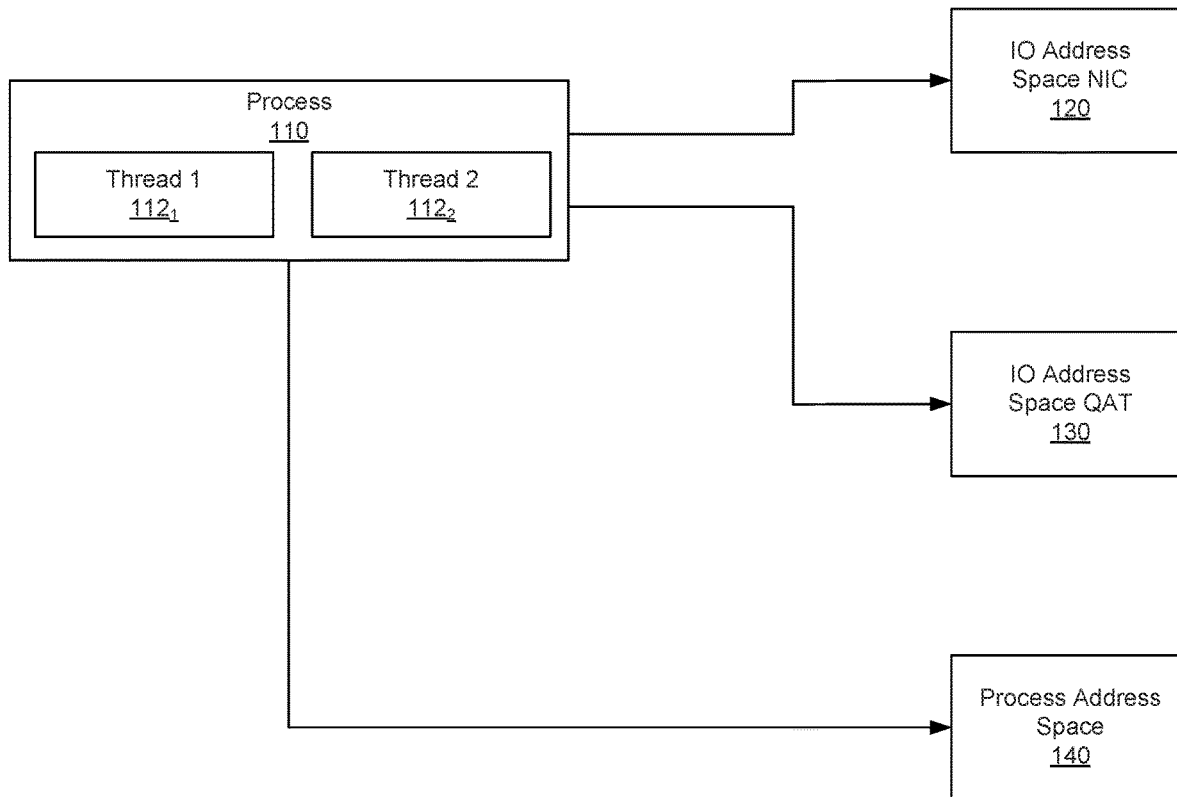 Process
110
Thread 1
112₁
Thread 2
112₂
IO Address
Space NIC
120
IO Address
Space QAT
130
Process Address
Space
140